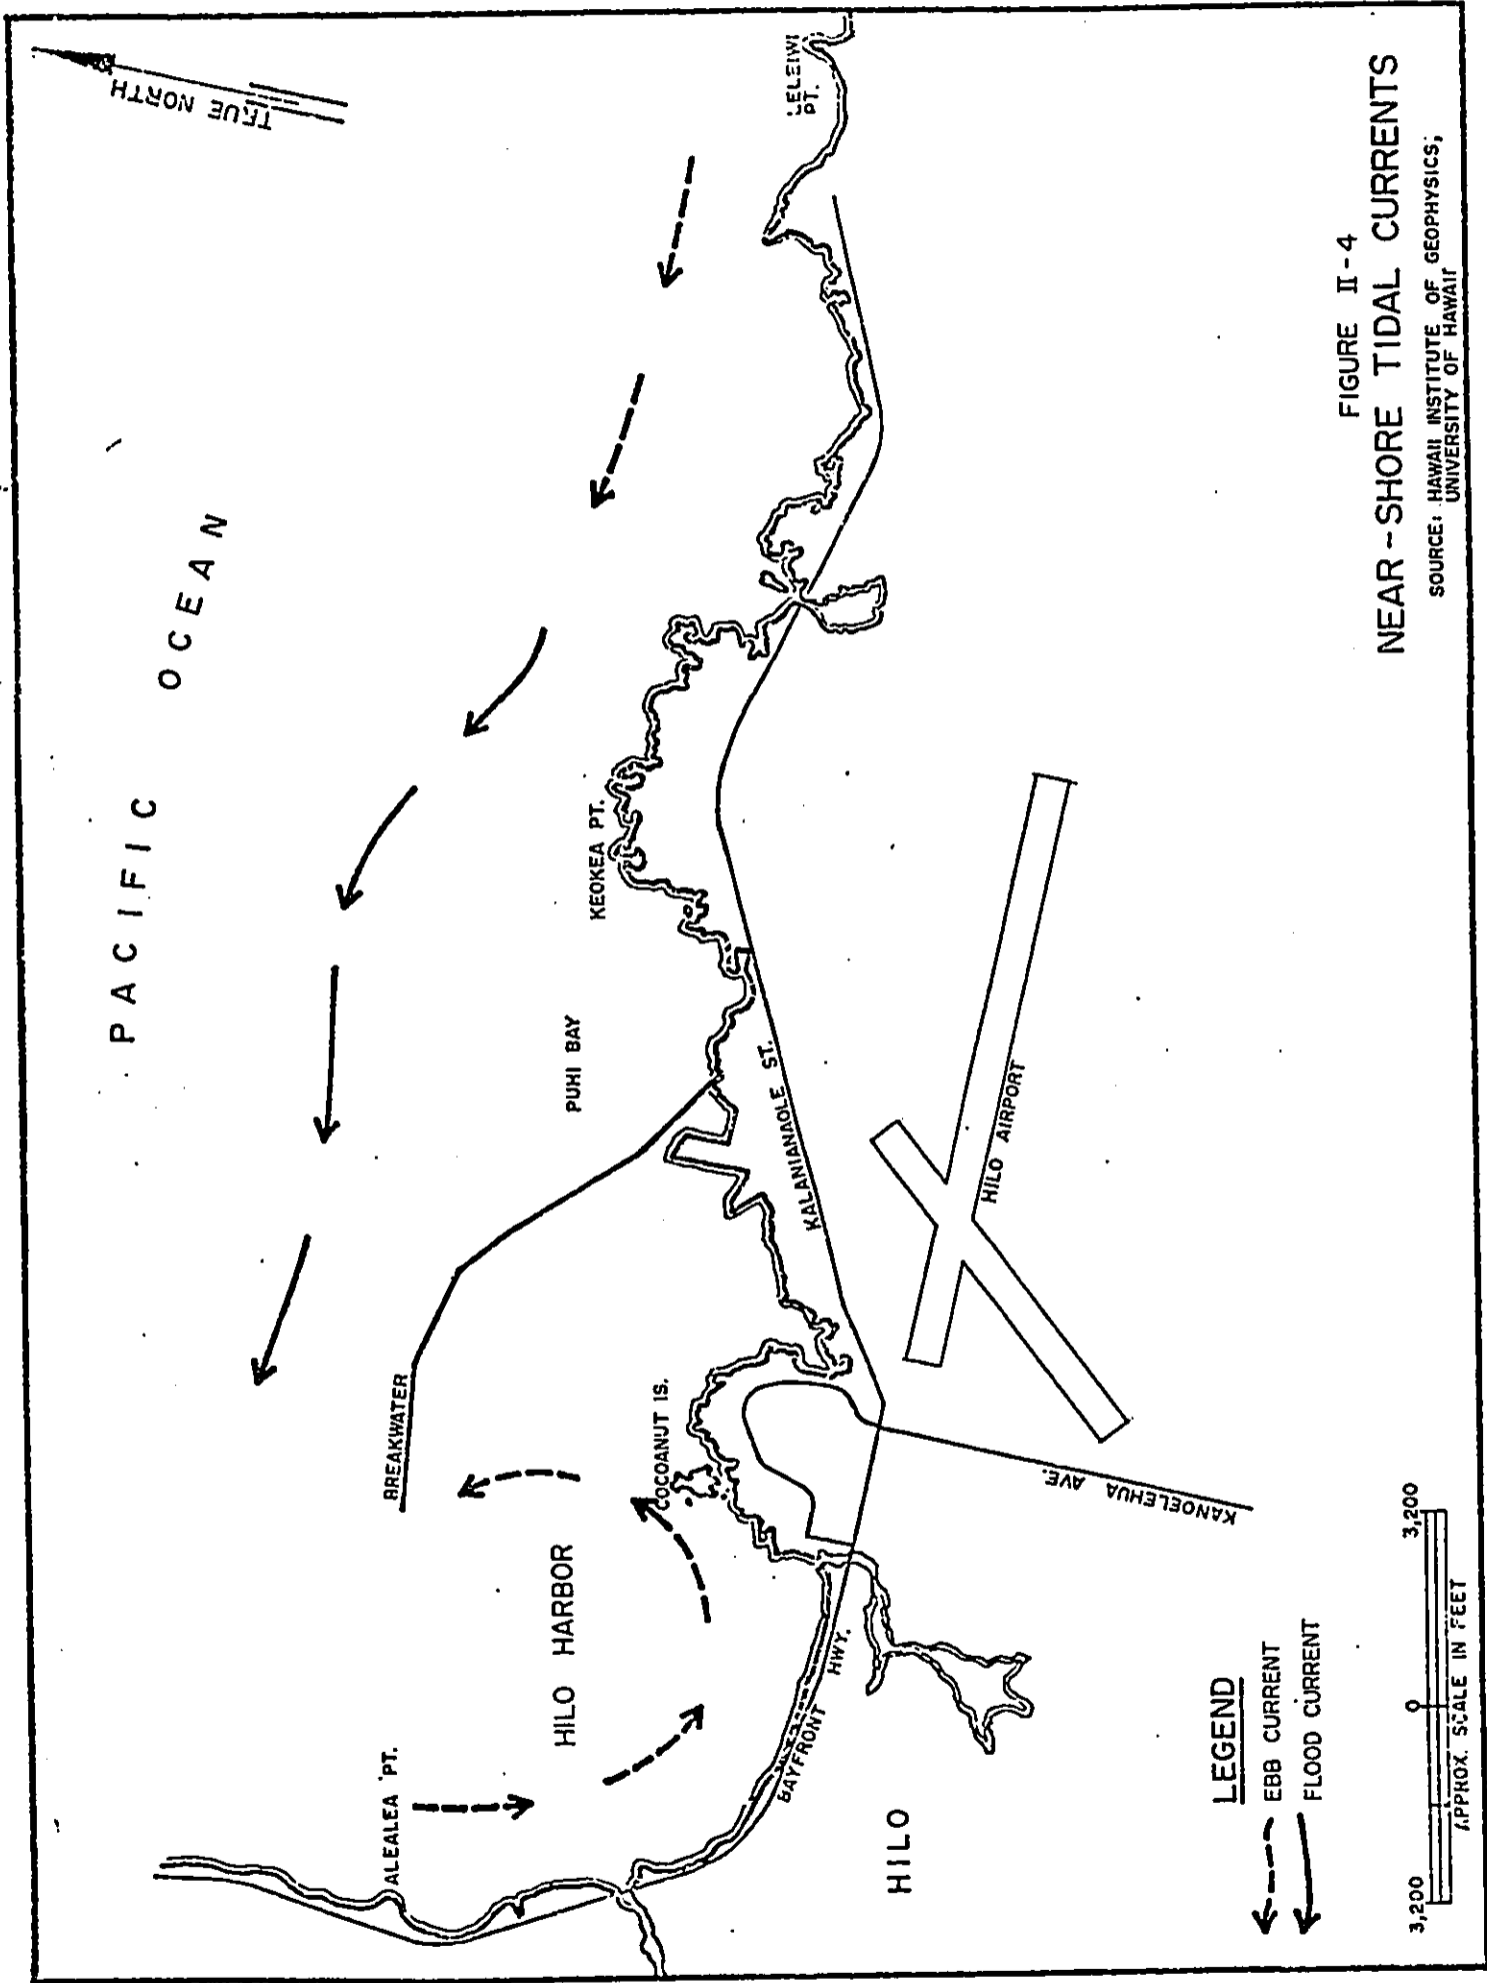 TRUE NORTH
PACIFIC OCEAN
LELEIWI
PT.
KEOKEA PT.
PUHI BAY
BREAKWATER
COCOANUT IS.
HILO HARBOR
ALEALEA PT.
KALANIANAOLE ST.
HILO AIRPORT
KANOELEHUA AVE.
BAYFRONT HWY.
HILO
LEGEND
EBB CURRENT
FLOOD CURRENT
3,200 0 3,200
APPROX. SCALE IN FEET
FIGURE II-4
NEAR-SHORE TIDAL CURRENTS
SOURCE: HAWAII INSTITUTE OF GEOPHYSICS;
UNIVERSITY OF HAWAII